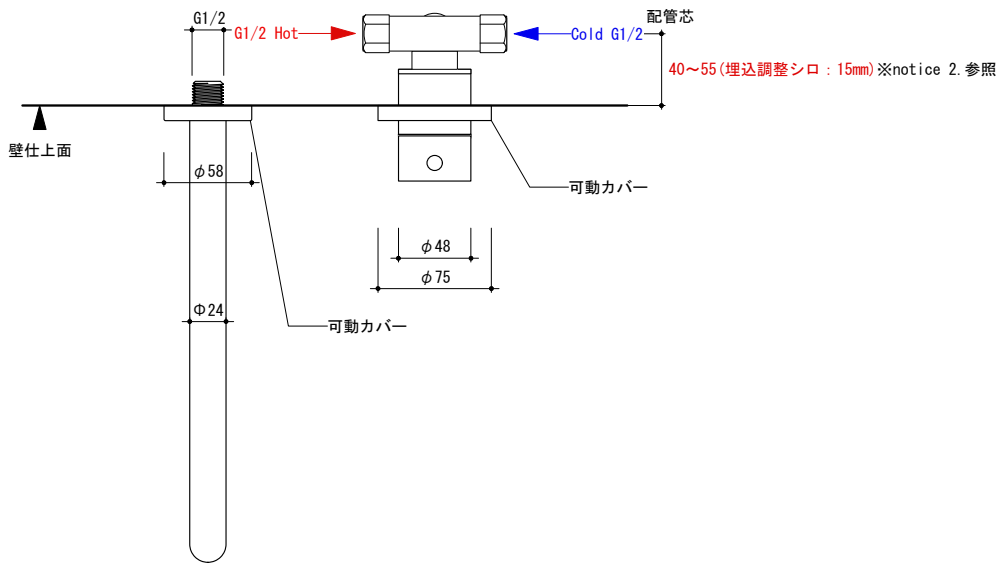 G1/2
G1/2 Hot
Cold G1/2
配管芯
40~55(埋込調整シロ:15mm)※notice 2.参照
壁仕上面
φ58
可動カバー
φ48
φ75
Φ24
可動カバー